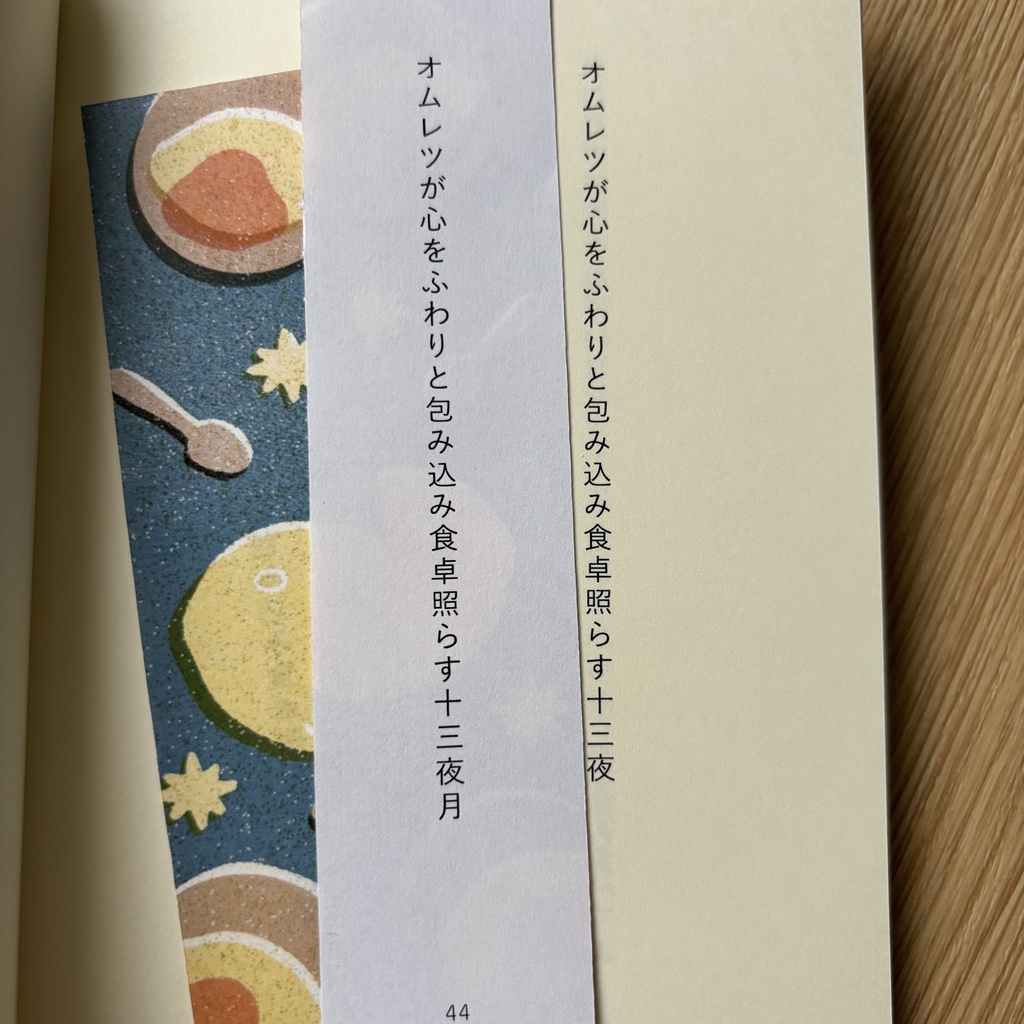 オムレツが心をふわりと包み込み食卓照らす十三夜
オムレツが心をふわりと包み込み食卓照らす十三夜月
44